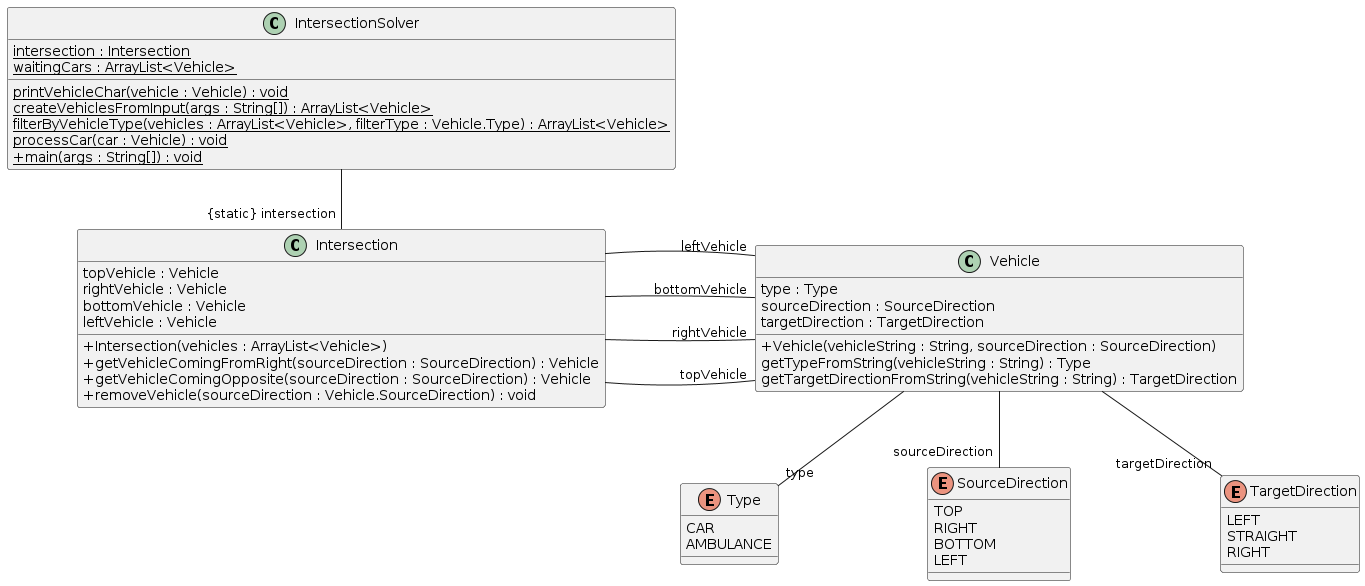 C IntersectionSolver
intersection : Intersection
waitingCars : ArrayList<Vehicle>
printVehicleChar(vehicle : Vehicle) : void
createVehiclesFromInput(args : String[]) : ArrayList<Vehicle>
filterByVehicleType(vehicles : ArrayList<Vehicle>, filterType : Vehicle.Type) : ArrayList<Vehicle>
processCar(car : Vehicle) : void
+main(args : String[]) : void
{static} intersection
C Intersection
topVehicle : Vehicle
rightVehicle : Vehicle
bottomVehicle : Vehicle
leftVehicle : Vehicle
+Intersection(vehicles : ArrayList<Vehicle>)
+getVehicleComingFromRight(sourceDirection : SourceDirection) : Vehicle
+getVehicleComingOpposite(sourceDirection : SourceDirection) : Vehicle
+removeVehicle(sourceDirection : Vehicle.SourceDirection) : void
leftVehicle
bottomVehicle
rightVehicle
topVehicle
C Vehicle
type : Type
sourceDirection : SourceDirection
targetDirection : TargetDirection
+Vehicle(vehicleString : String, sourceDirection : SourceDirection)
getTypeFromString(vehicleString : String) : Type
getTargetDirectionFromString(vehicleString : String) : TargetDirection
type
sourceDirection
targetDirection
E Type
CAR
AMBULANCE
E SourceDirection
TOP
RIGHT
BOTTOM
LEFT
E TargetDirection
LEFT
STRAIGHT
RIGHT